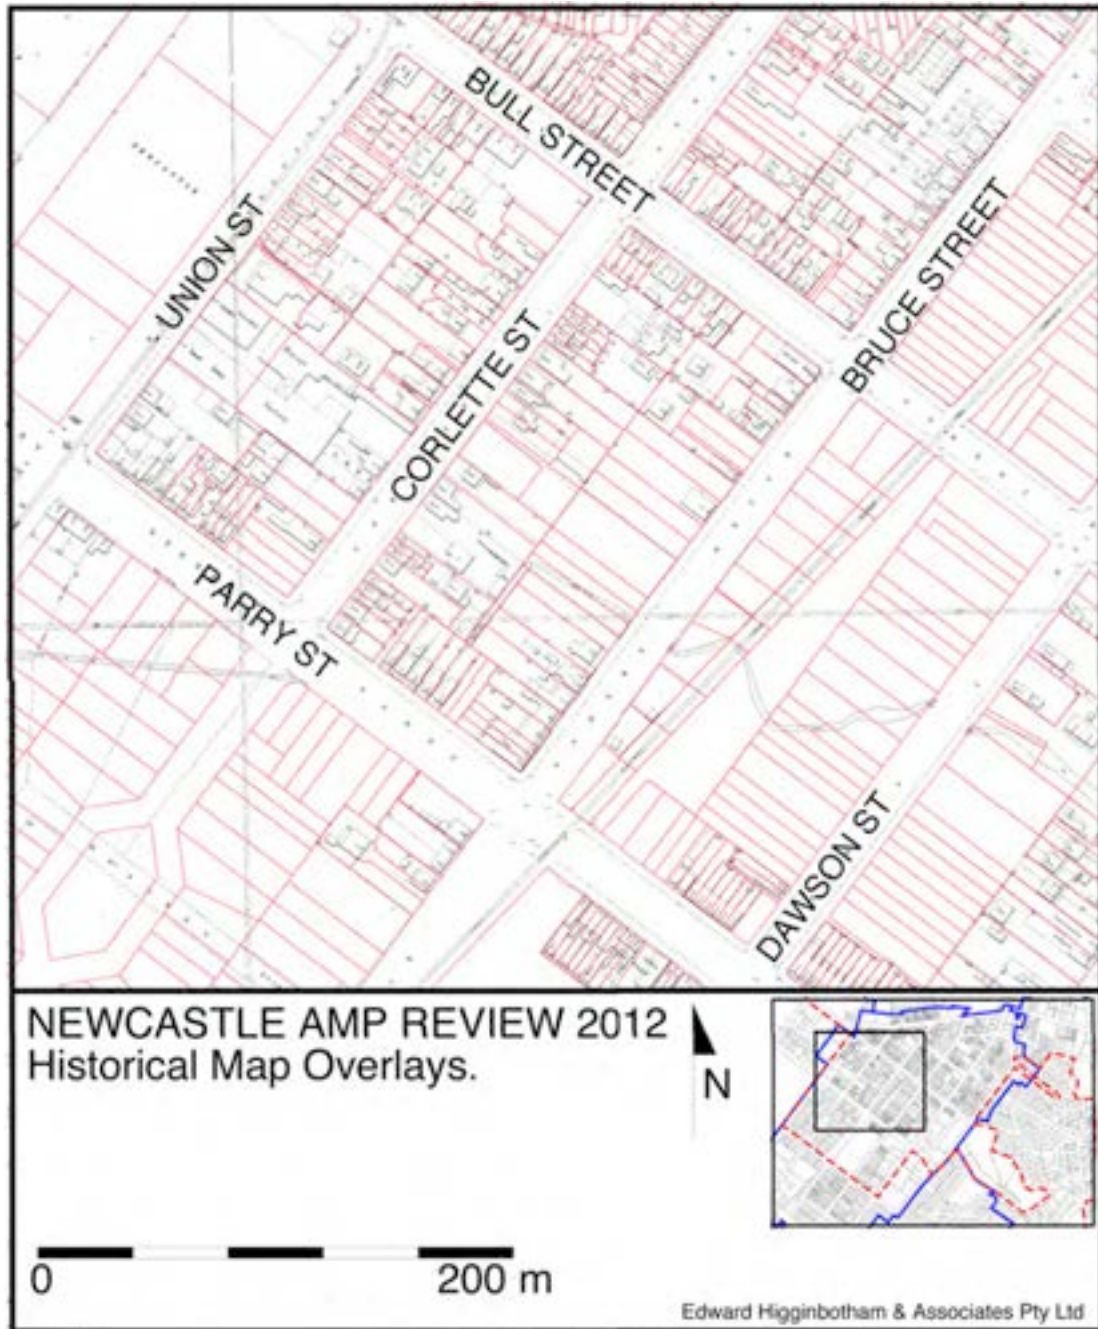 BULL STREET
UNION ST
BRUCE STREET
CORLETTE ST
PARRY ST
DAWSON ST
NEWCASTLE AMP REVIEW 2012
Historical Map Overlays.
N
0
200 m
Edward Higginbotham & Associates Pty Ltd